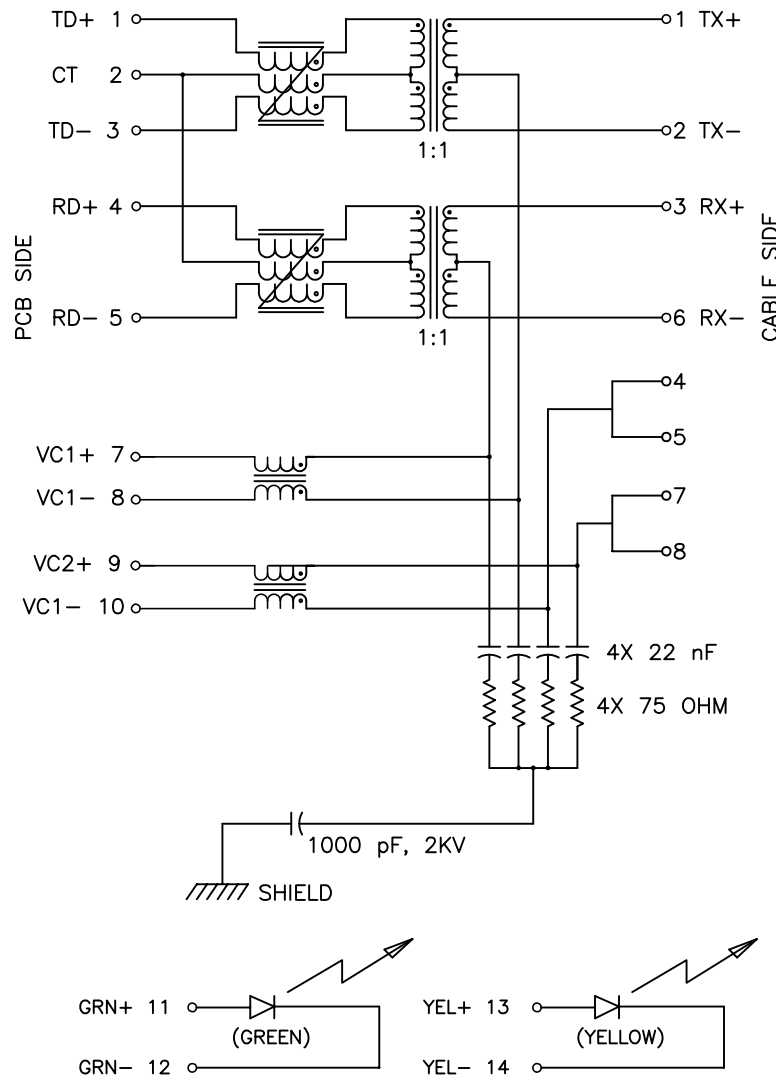 TD+ 1
1 TX+
CT 2
TD- 3
2 TX-
1:1
RD+ 4
3 RX+
PCB SIDE
CABLE SIDE
RD- 5
6 RX-
1:1
4
5
VC1+ 7
VC1- 8
7
8
VC2+ 9
VC1- 10
4X 22 nF
4X 75 OHM
1000 pF, 2KV
SHIELD
GRN+ 11
(GREEN)
GRN- 12
YEL+ 13
(YELLOW)
YEL- 14